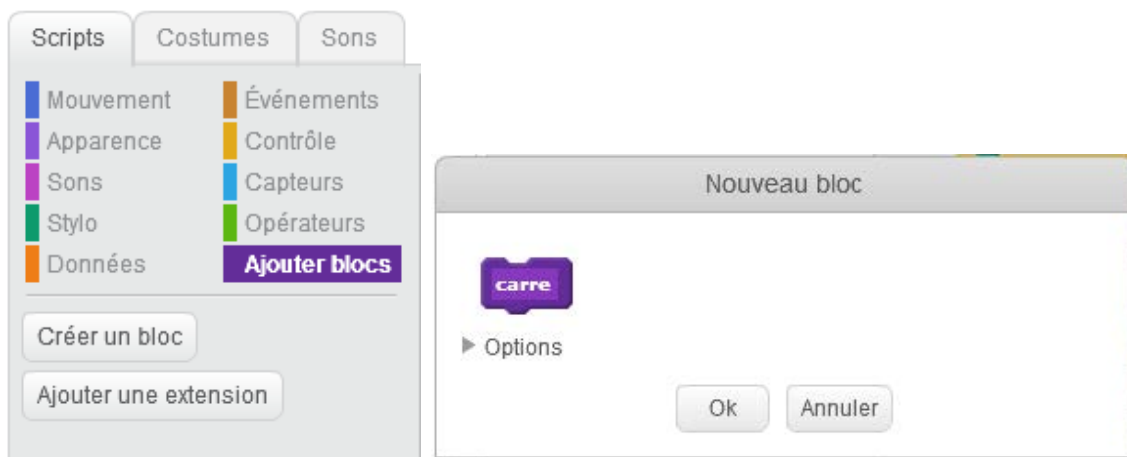 Scripts Costumes Sons
Mouvement Événements
Apparence Contrôle
Sons Capteurs
Stylo Opérateurs
Données Ajouter blocs
Créer un bloc
Ajouter une extension
Nouveau bloc
carre
Options
Ok Annuler